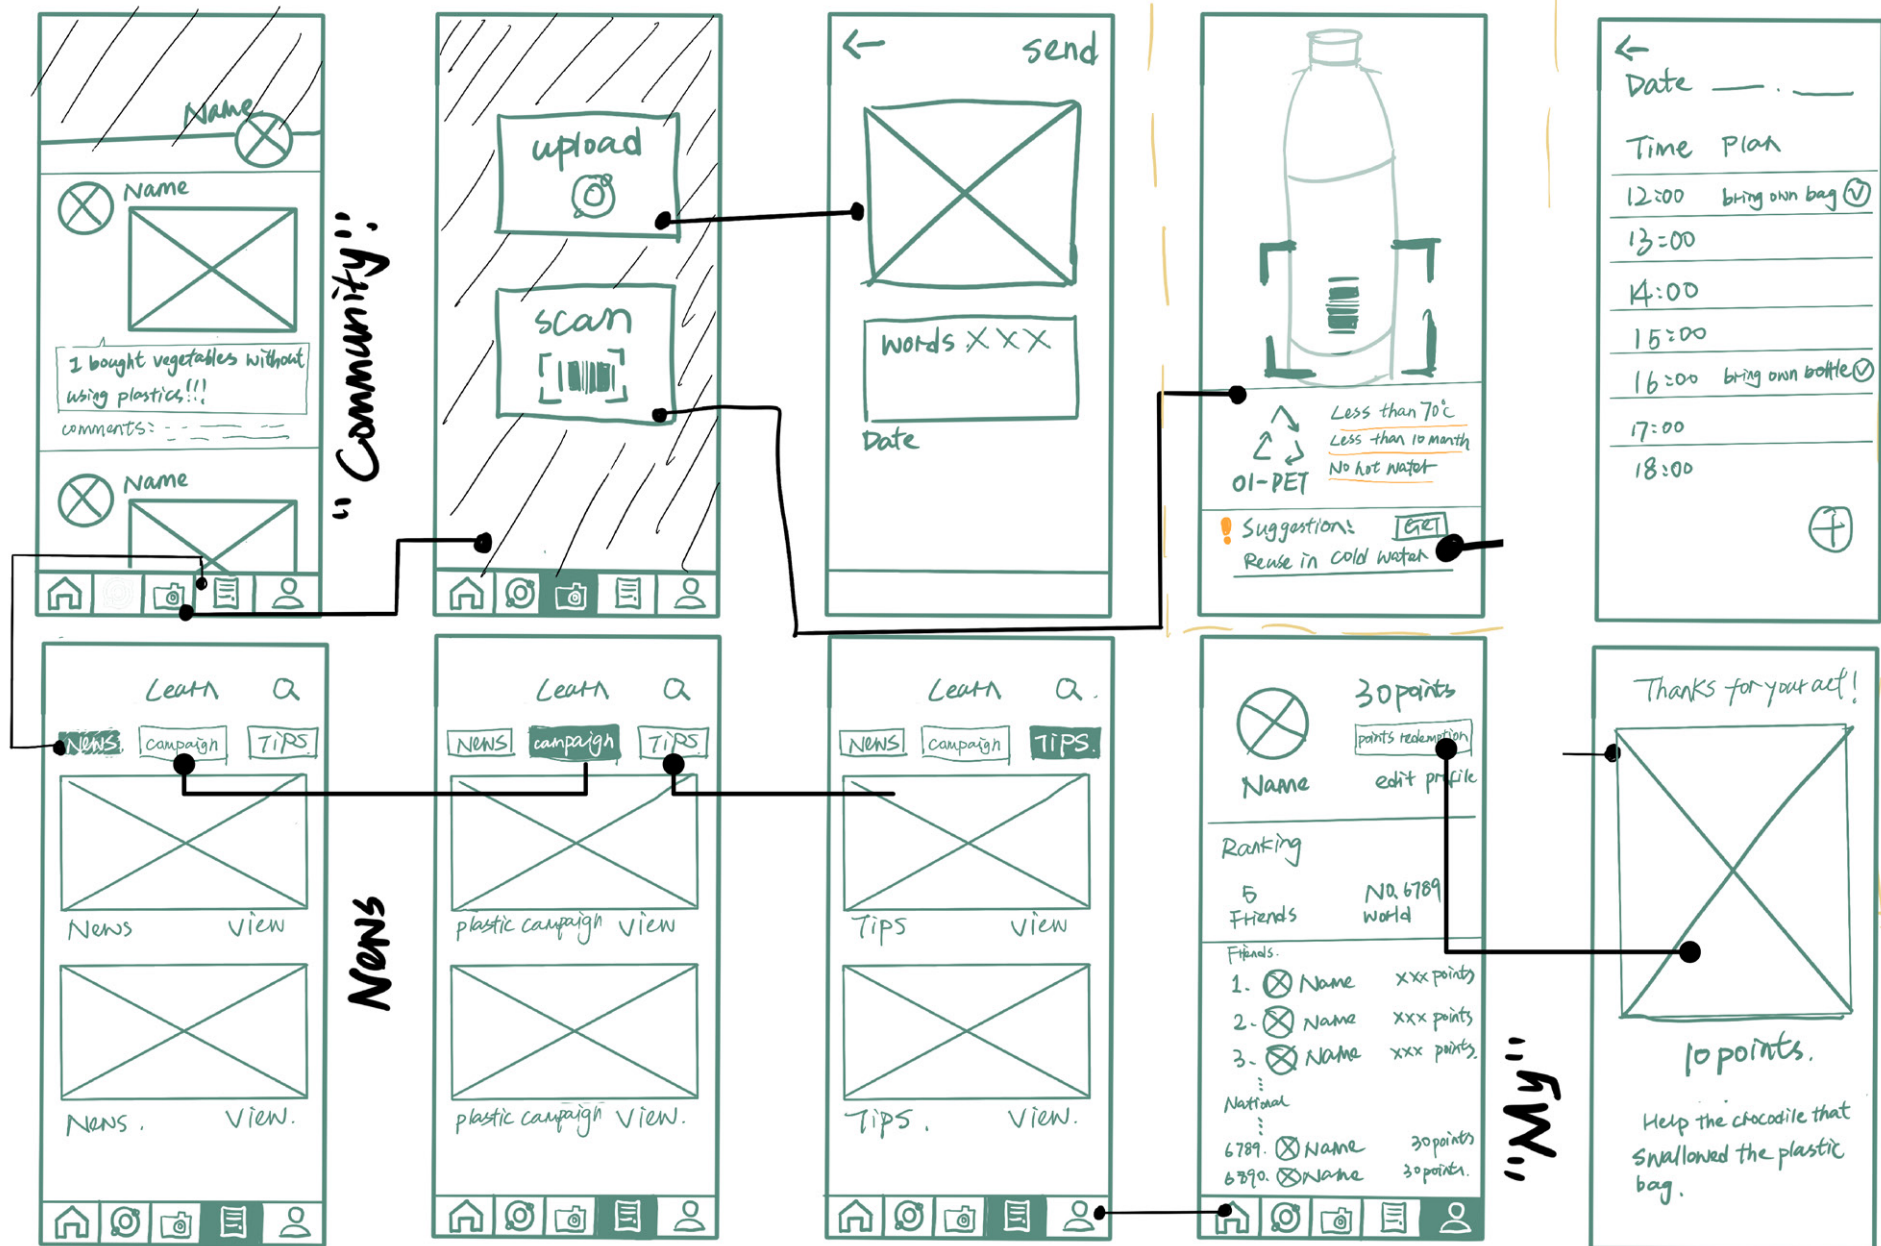 Name
Name
I bought vegetables without
using plastics!!!
comments:
Name
"Community"
upload
scan
← send
words XXX
Date
Less than 70°c
Less than 10 month
No hot water
01-PET
! Suggestion: GET
Reuse in cold water
←
Date
Time Plan
12:00 bring own bag
13:00
14:00
15:00
16:00 bring own bottle
17:00
18:00
Learn
News campaign TiPS
News View
News. View.
News
Learn
News campaign TiPS
plastic campaign View
plastic campaign View.
Learn
News campaign TiPS.
Tips View
Tips. View.
30 points
points redemption
Name edit profile
Ranking
5 No. 6789
Friends World
Friends.
1. Name xxx points
2. Name xxx points
3. Name xxx points.
National
6789. Name 30 points
6890. Name 30 points.
"My"
Thanks for your act!
10 points.
Help the crocodile that
swallowed the plastic
bag.